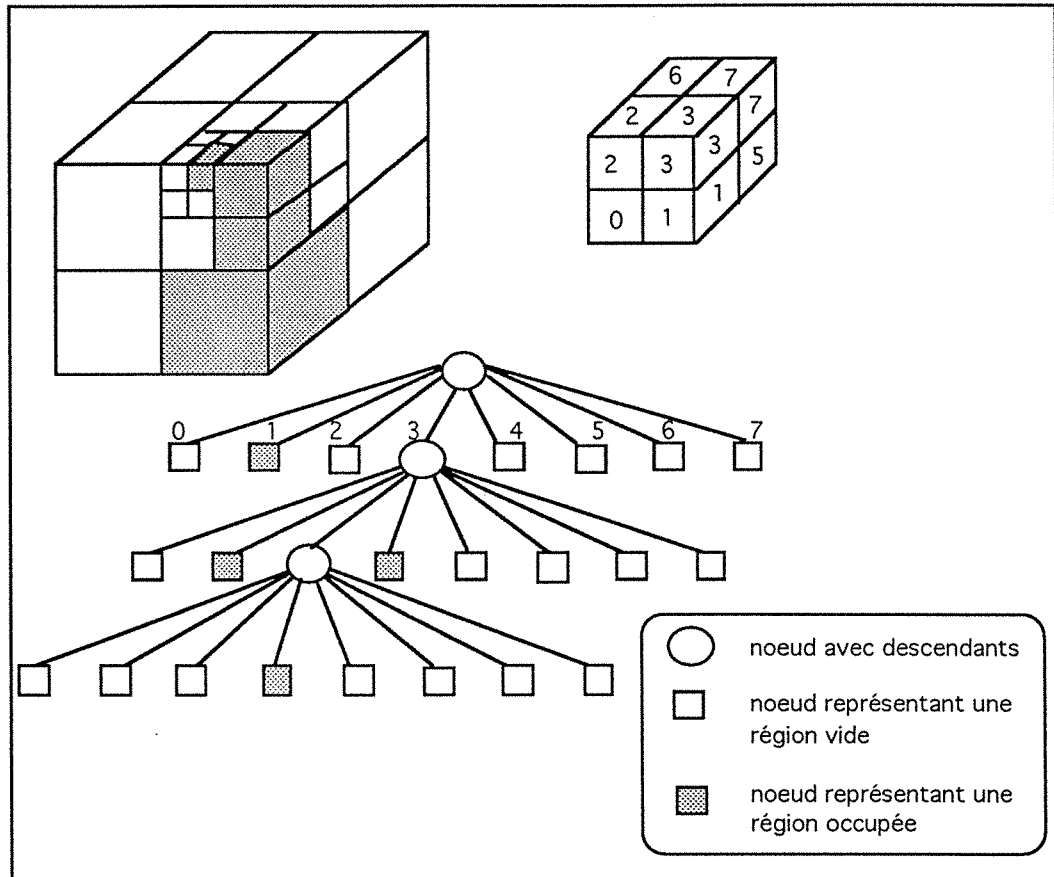 6 7
2 3 7
2 3 3 5
0 1 1
0 1 2 3 4 5 6 7
noeud avec descendants
noeud représentant une
région vide
noeud représentant une
région occupée